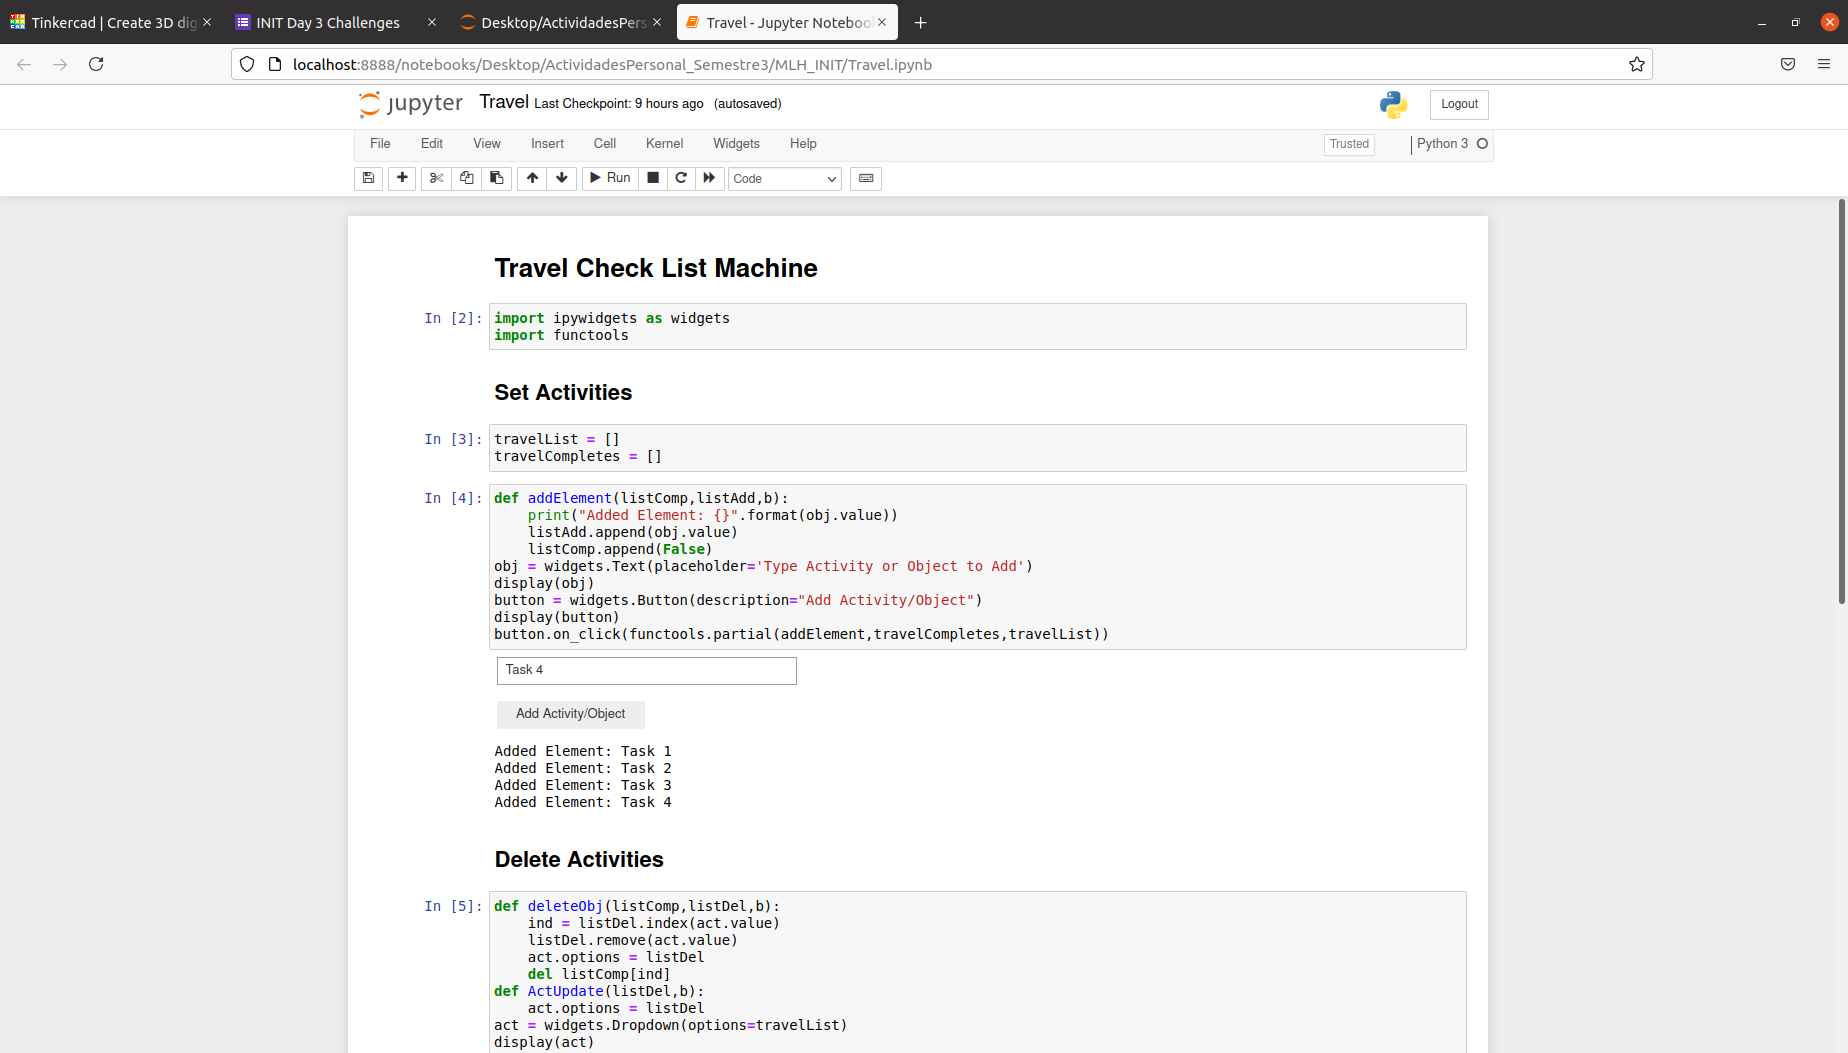 Tinkercad | Create 3D dig
INIT Day 3 Challenges
Desktop/ActividadesPers
Travel - Jupyter Noteboo
localhost:8888/notebooks/Desktop/ActividadesPersonal_Semestre3/MLH_INIT/Travel.ipynb
jupyter Travel Last Checkpoint: 9 hours ago (autosaved)
Logout
File Edit View Insert Cell Kernel Widgets Help
Trusted
Python 3
Run
Code
Travel Check List Machine
In [2]: import ipywidgets as widgets
import functools
Set Activities
In [3]: travelList = []
travelCompletes = []
In [4]: def addElement(listComp,listAdd,b):
    print("Added Element: {}".format(obj.value))
    listAdd.append(obj.value)
    listComp.append(False)
obj = widgets.Text(placeholder='Type Activity or Object to Add')
display(obj)
button = widgets.Button(description="Add Activity/Object")
display(button)
button.on_click(functools.partial(addElement,travelCompletes,travelList))
Task 4
Add Activity/Object
Added Element: Task 1
Added Element: Task 2
Added Element: Task 3
Added Element: Task 4
Delete Activities
In [5]: def deleteObj(listComp,listDel,b):
    ind = listDel.index(act.value)
    listDel.remove(act.value)
    act.options = listDel
    del listComp[ind]
def ActUpdate(listDel,b):
    act.options = listDel
act = widgets.Dropdown(options=travelList)
display(act)